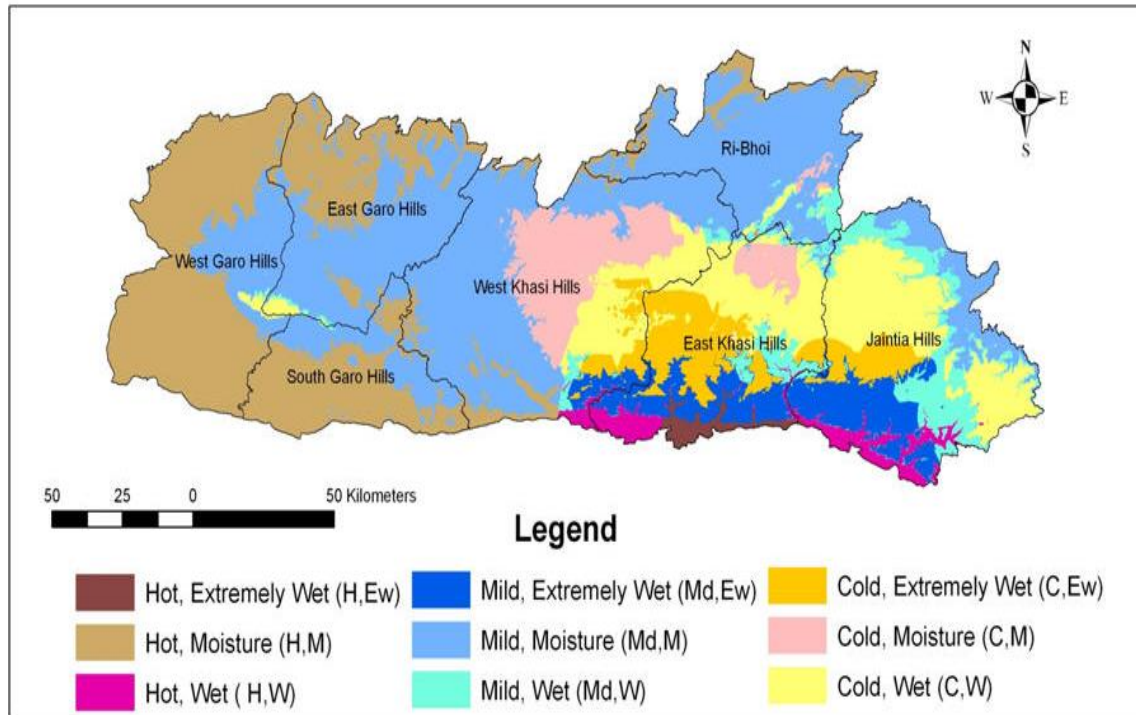 N
W E
S
Ri-Bhoi
East Garo Hills
West Garo Hills
West Khasi Hills
East Khasi Hills
Jaintia Hills
South Garo Hills
50 25 0 50 Kilometers
Legend
Hot, Extremely Wet (H,Ew)
Hot, Moisture (H,M)
Hot, Wet ( H,W)
Mild, Extremely Wet (Md,Ew)
Mild, Moisture (Md,M)
Mild, Wet (Md,W)
Cold, Extremely Wet (C,Ew)
Cold, Moisture (C,M)
Cold, Wet (C,W)